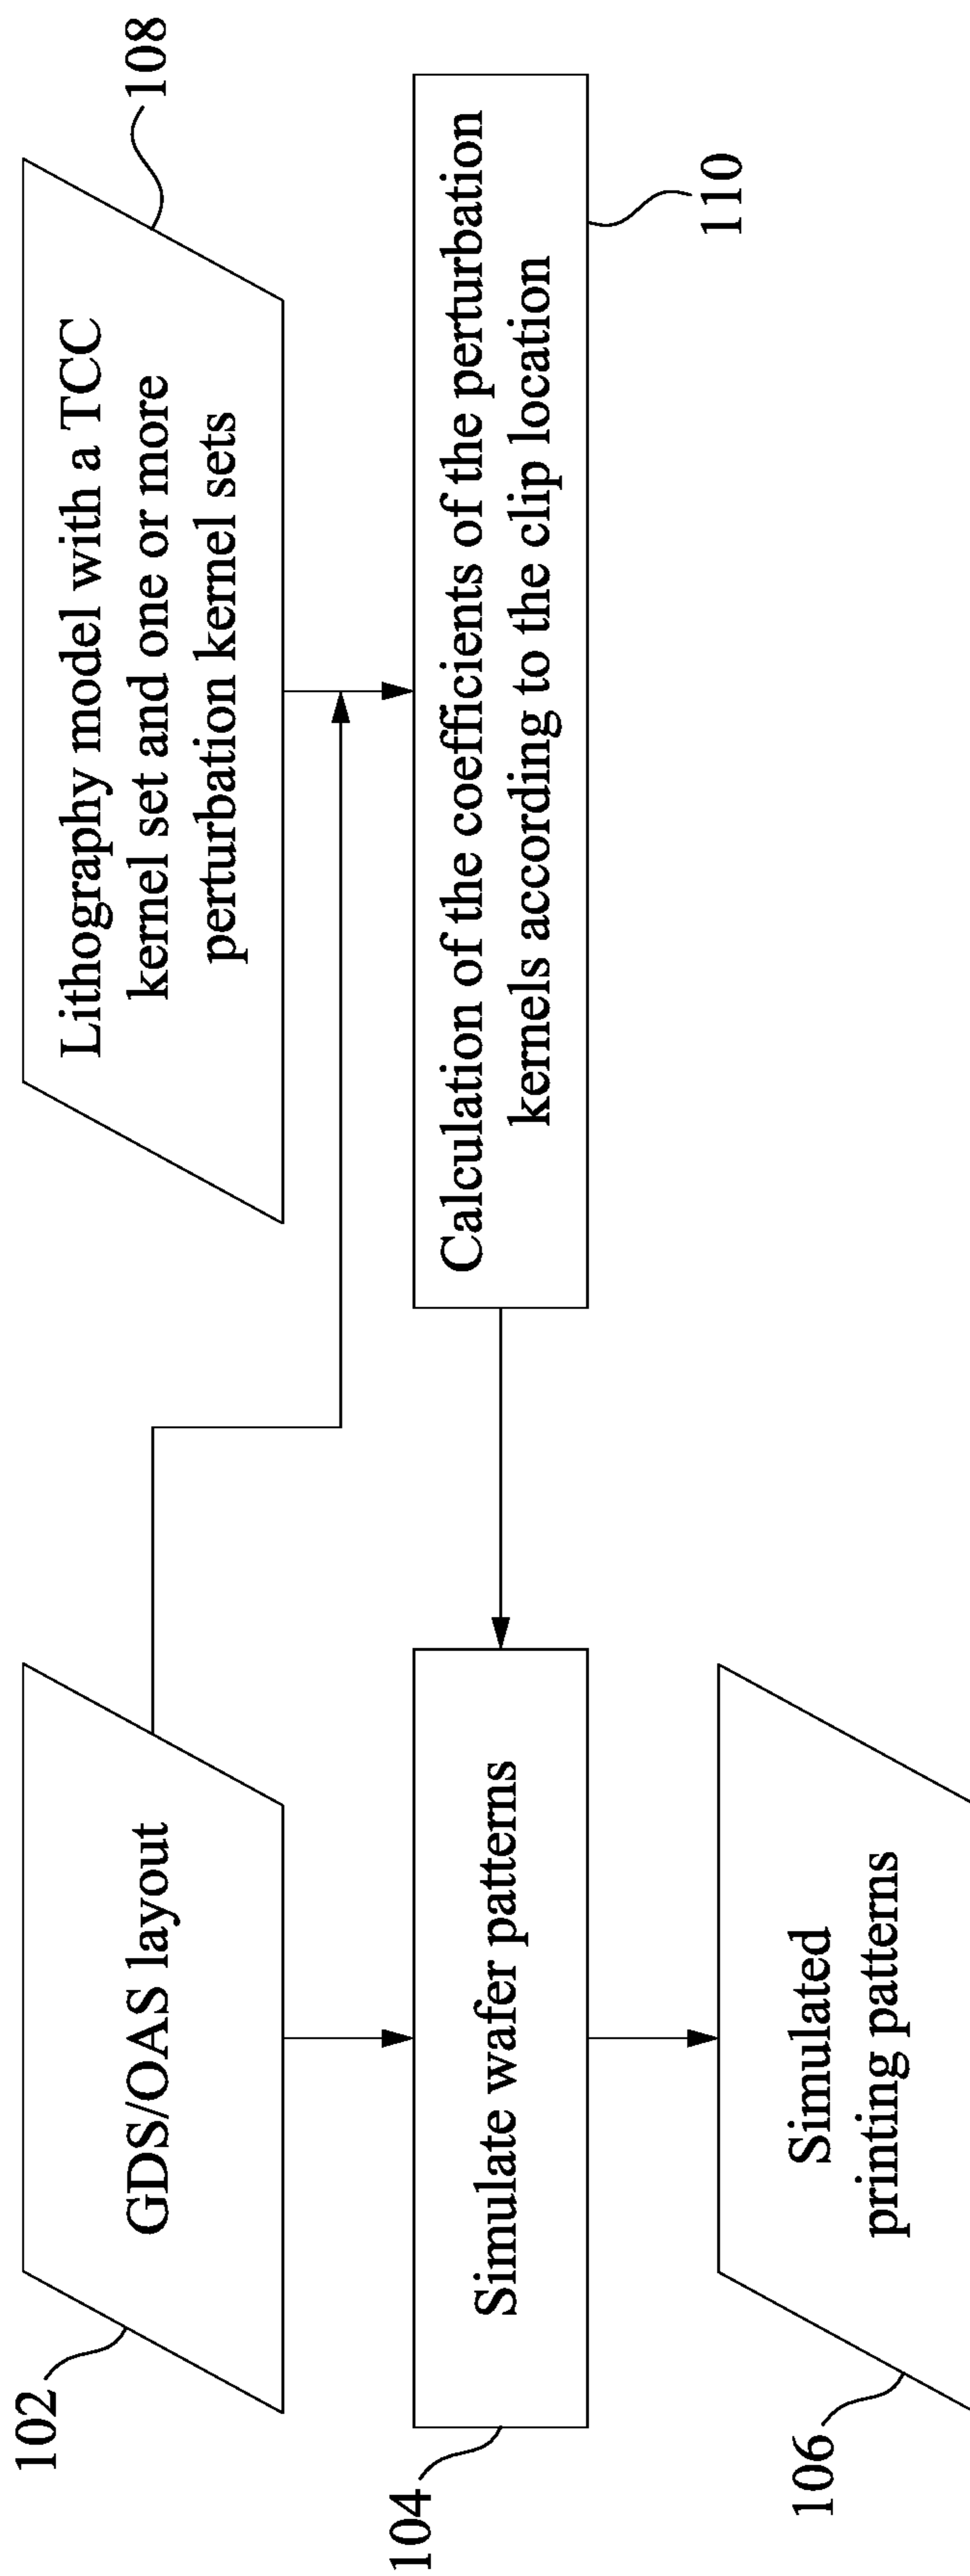 102
GDS/OAS layout
Lithography model with a TCC
kernel set and one or more
perturbation kernel sets
108
104
Simulate wafer patterns
Calculation of the coefficients of the perturbation
kernels according to the clip location
110
106
Simulated
printing patterns